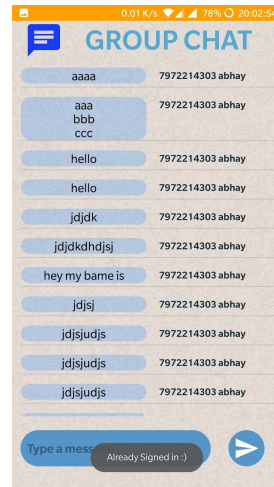 0.01 K/s 78% 20:02:54
GROUP CHAT
aaaa 7972214303 abhay
aaa 7972214303 abhay
bbb
ccc
hello 7972214303 abhay
hello 7972214303 abhay
jdjdk 7972214303 abhay
jdjdkdhdjsj 7972214303 abhay
hey my bame is 7972214303 abhay
jdjsj 7972214303 abhay
jdjsjudjs 7972214303 abhay
jdjsjudjs 7972214303 abhay
jdjsjudjs 7972214303 abhay
Type a mess
Already Signed in :)